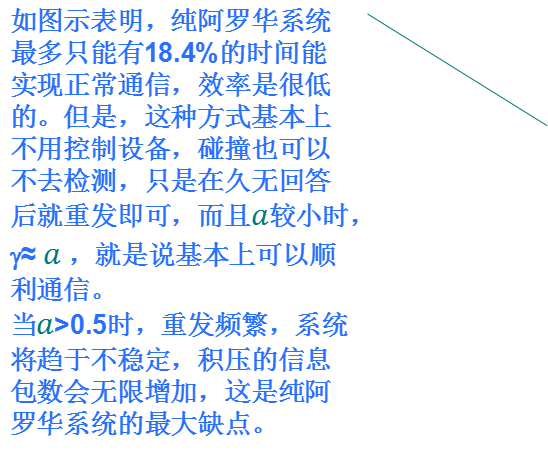 如图示表明，纯阿罗华系统
最多只能有18.4%的时间能
实现正常通信，效率是很低
的。但是，这种方式基本上
不用控制设备，碰撞也可以
不去检测，只是在久无回答
后就重发即可，而且a较小时，
γ≈ a ，就是说基本上可以顺
利通信。
当a>0.5时，重发频繁，系统
将趋于不稳定，积压的信息
包数会无限增加，这是纯阿
罗华系统的最大缺点。